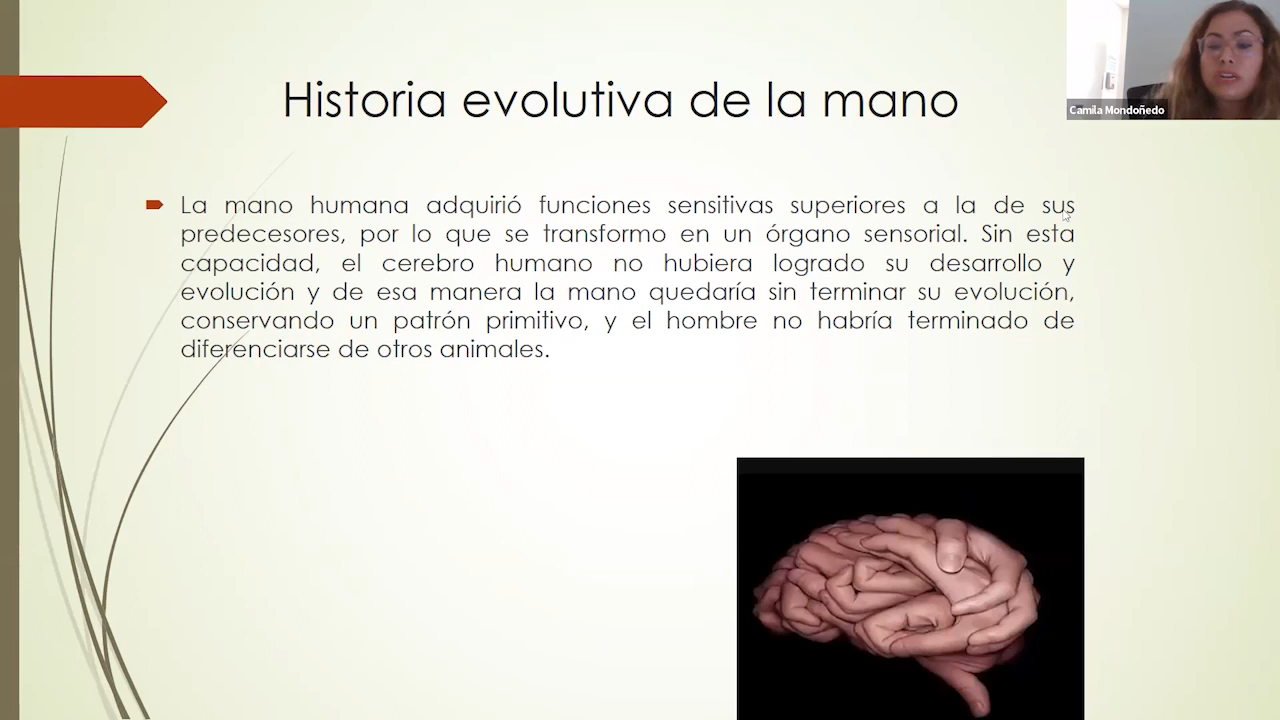 Historia evolutiva de la mano
Camila Mondoñedo
La mano humana adquirió funciones sensitivas superiores a la de sus
predecesores, por lo que se transformo en un órgano sensorial. Sin esta
capacidad, el cerebro humano no hubiera logrado su desarrollo y
evolución y de esa manera la mano quedaría sin terminar su evolución,
conservando un patrón primitivo, y el hombre no habría terminado de
diferenciarse de otros animales.